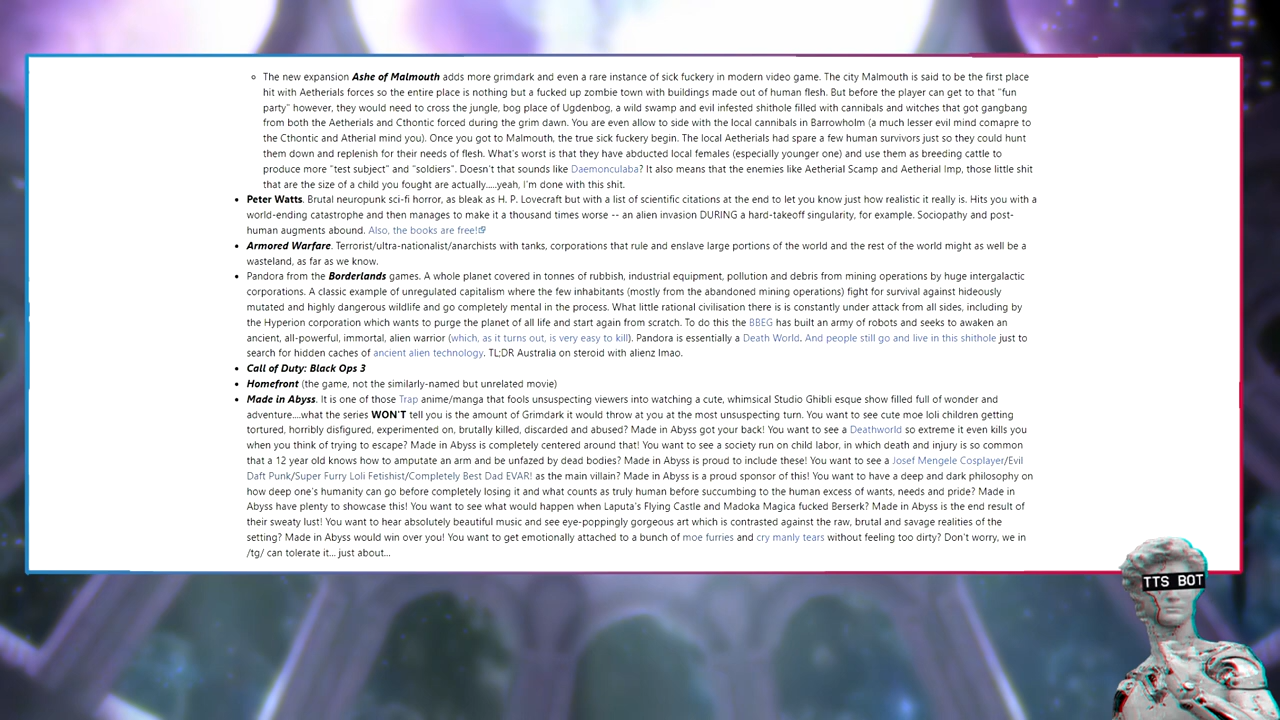 The new expansion Ashe of Malmouth adds more grimdark and even a rare instance of sick fuckery in modern video game. The city Malmouth is said to be the first place
hit with Aetherials forces so the entire place is nothing but a fucked up zombie town with buildings made out of human flesh. But before the player can get to that "fun
party" however, they would need to cross the jungle, bog place of Ugdenbog, a wild swamp and evil infested shithole filled with cannibals and witches that got gangbang
from both the Aetherials and Chtonic forced during the grim dawn. You are even allow to side with the local cannibals in Barrowholm (a much lesser evil mind comapre to
the Cthontic and Atherial mind you). Once you got to Malmouth, the true sick fuckery begin. The local Aetherials had spare a few human survivors just so they could hunt
them down and replenish for their needs of flesh. What's worst is that they have abducted local females (especially younger one) and use them as breeding cattle to
produce more "test subject" and "soldiers". Doesn't that sounds like Daemonculaba? It also means that the enemies like Aetherial Scamp and Aetherial Imp, those little shit
that are the size of a child you fought are actually.....yeah, I'm done with this shit.
Peter Watts. Brutal neuropunk sci-fi horror, as bleak as H. P. Lovecraft but with a list of scientific citations at the end to let you know just how realistic it really is. Hits you with a
world-ending catastrophe and then manages to make it a thousand times worse -- an alien invasion DURING a hard-takeoff singularity, for example. Sociopathy and post-
human augments abound. Also, the books are free!
Armored Warfare. Terrorist/ultra-nationalist/anarchists with tanks, corporations that rule and enslave large portions of the world and the rest of the world might as well be a
wasteland, as far as we know.
Pandora from the Borderlands games. A whole planet covered in tonnes of rubbish, industrial equipment, pollution and debris from mining operations by huge intergalactic
corporations. A classic example of unregulated capitalism where the few inhabitants (mostly from the abandoned mining operations) fight for survival against hideously
mutated and highly dangerous wildlife and go completely mental in the process. What little rational civilisation there is is constantly under attack from all sides, including by
the Hyperion corporation which wants to purge the planet of all life and start again from scratch. To do this the BBEG has built an army of robots and seeks to awaken an
ancient, all-powerful, immortal, alien warrior (which, as it turns out, is very easy to kill). Pandora is essentially a Death World. And people still go and live in this shithole just to
search for hidden caches of ancient alien technology. TL;DR Australia on steroid with alienz lmao.
Call of Duty: Black Ops 3
Homefront (the game, not the similarly-named but unrelated movie)
Made in Abyss. It is one of those Trap anime/manga that fools unsuspecting viewers into watching a cute, whimsical Studio Ghibli esque show filled full of wonder and
adventure....what the series WON'T tell you is the amount of Grimdark it would throw at you at the most unsuspecting turn. You want to see cute moe loli children getting
tortured, horribly disfigured, experimented on, brutally killed, discarded and abused? Made in Abyss got your back! You want to see a Deathworld so extreme it even kills you
when you think of trying to escape? Made in Abyss is completely centered around that! You want to see a society run on child labor, in which death and injury is so common
that a 12 year old knows how to amputate an arm and be unfazed by dead bodies? Made in Abyss is proud to include these! You want to see a Josef Mengele Cosplayer/Evil
Daft Punk/Super Furry Loli Fetishist/Completely Best Dad EVAR! as the main villain? Made in Abyss is a proud sponsor of this! You want to have a deep and dark philosophy on
how deep one's humanity can go before completely losing it and what counts as truly human before succumbing to the human excess of wants, needs and pride? Made in
Abyss have plenty to showcase this! You want to see what would happen when Laputa's Flying Castle and Madoka Magica fucked Berserk? Made in Abyss is the end result of
their sweaty lust! You want to hear absolutely beautiful music and see eye-poppingly gorgeous art which is contrasted against the raw, brutal and savage realities of the
setting? Made in Abyss would win over you! You want to get emotionally attached to a bunch of moe furries and cry manly tears without feeling too dirty? Don't worry, we in
/tg/ can tolerate it... just about...
TTS BOT